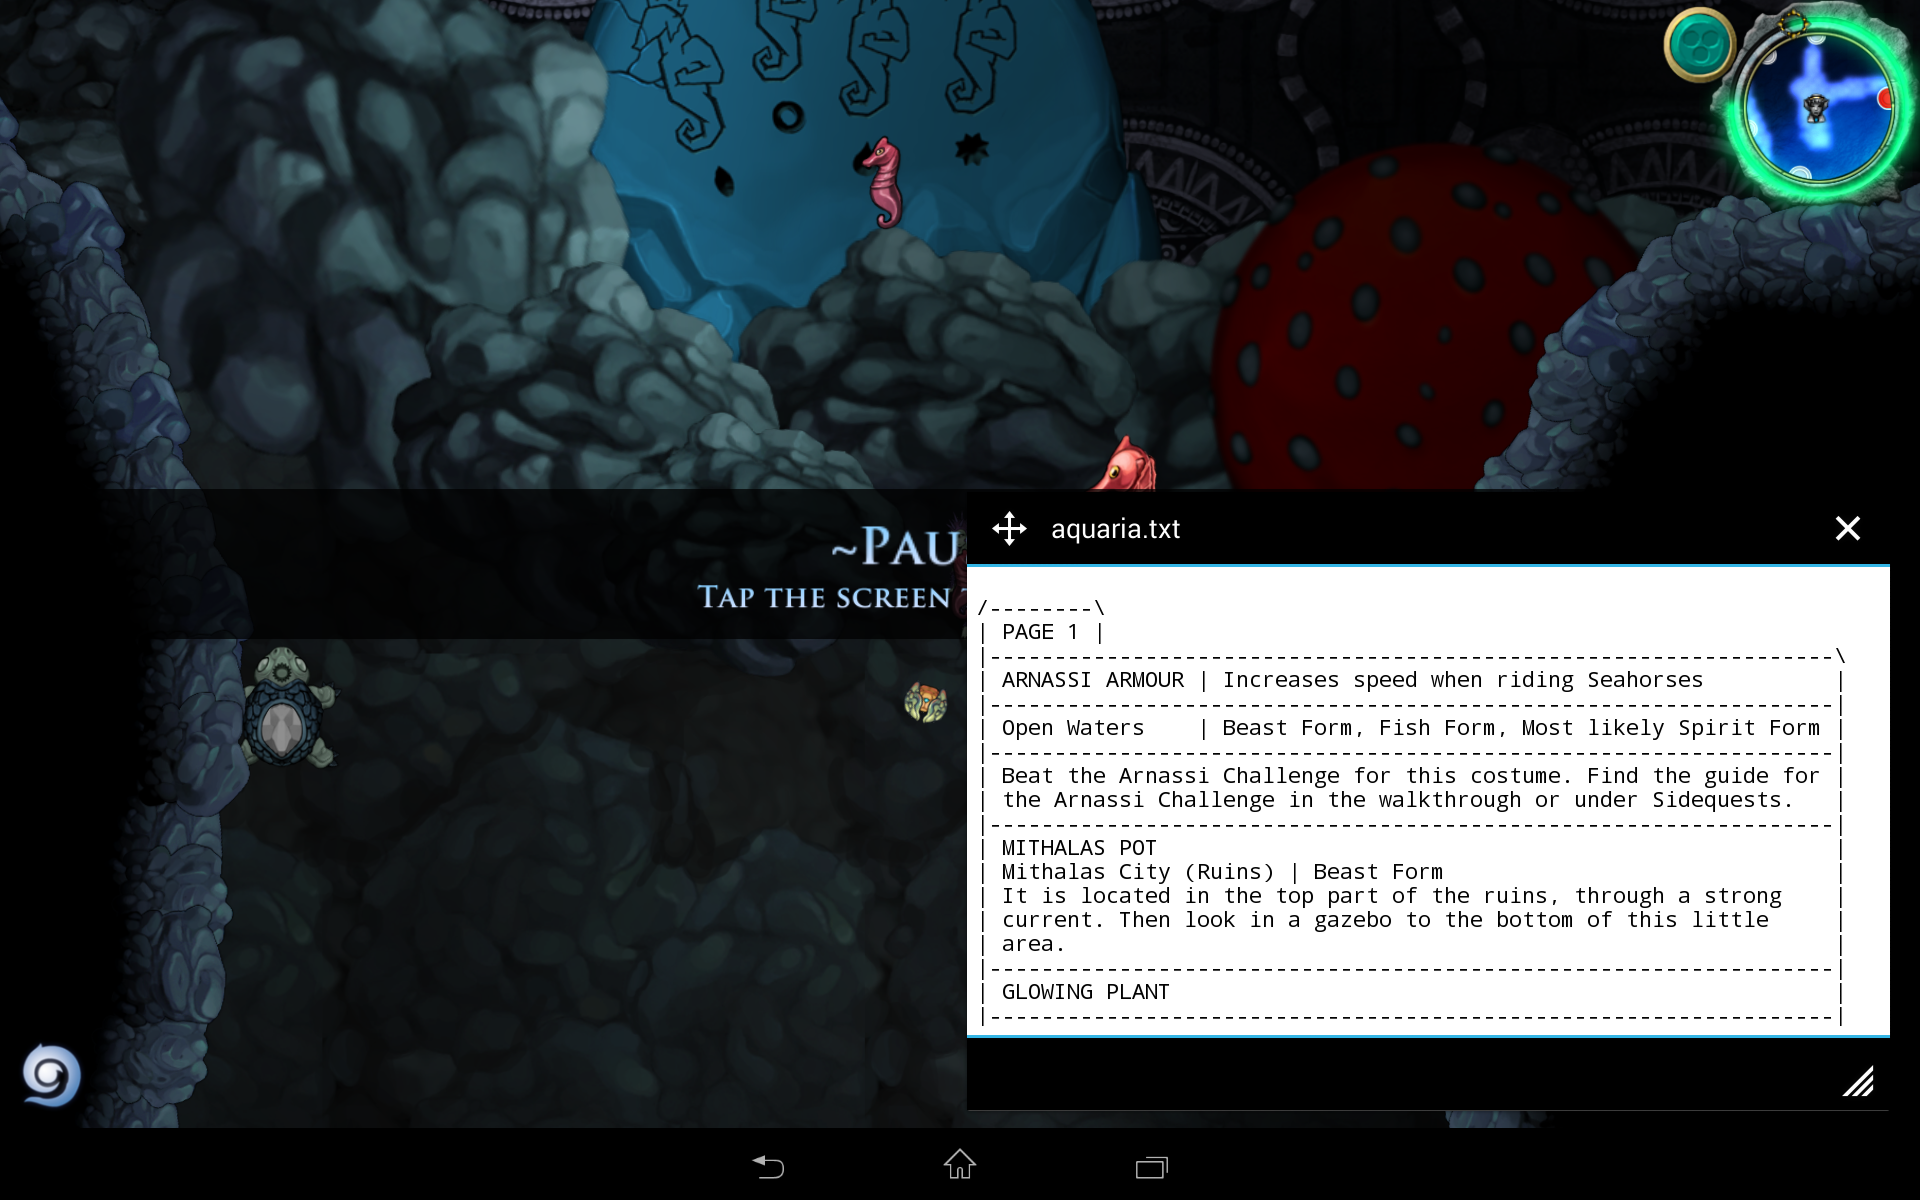 ~PAU
TAP THE SCREEN
aquaria.txt
/--------\
| PAGE 1 |
|-----------------------------------------------------------------\
| ARNASSI ARMOUR | Increases speed when riding Seahorses |
|-----------------------------------------------------------------|
| Open Waters | Beast Form, Fish Form, Most likely Spirit Form |
|-----------------------------------------------------------------|
| Beat the Arnassi Challenge for this costume. Find the guide for |
| the Arnassi Challenge in the walkthrough or under Sidequests. |
|-----------------------------------------------------------------|
| MITHALAS POT |
| Mithalas City (Ruins) | Beast Form |
| It is located in the top part of the ruins, through a strong |
| current. Then look in a gazebo to the bottom of this little |
| area. |
|-----------------------------------------------------------------|
| GLOWING PLANT |
|-----------------------------------------------------------------|